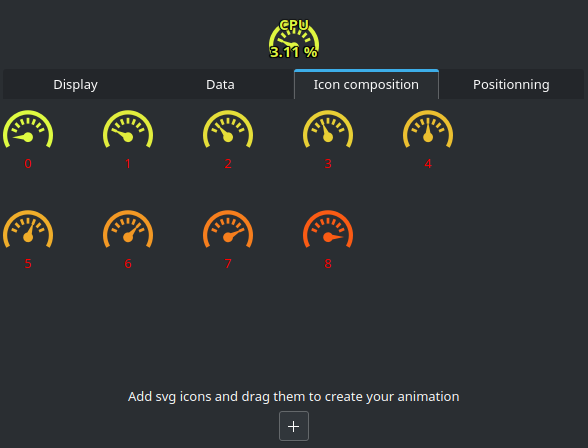 CPU
3.11 %
Display Data Icon composition Positionning
0 1 2 3 4
5 6 7 8
Add svg icons and drag them to create your animation
+